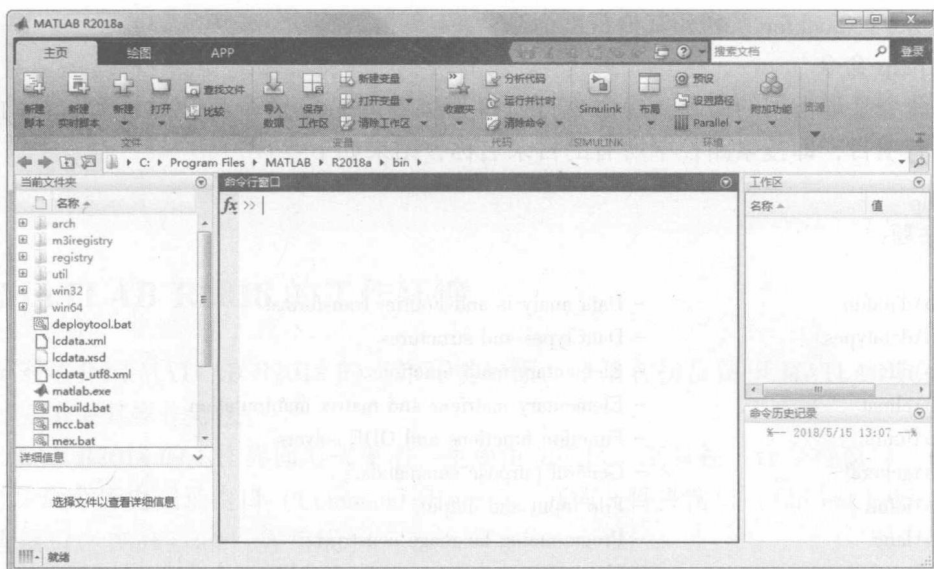 MATLAB R2018a
主页 绘图 APP 搜索文档 登录
新建脚本 新建实时脚本 新建 打开 查找文件 比较 导入数据 保存工作区 新建变量 打开变量 清除工作区 收藏夹 分析代码 运行并计时 清除命令 Simulink 布局 预设 设置路径 Parallel 附加功能 资源
文件 变量 代码 SIMULINK 环境
C: Program Files MATLAB R2018a bin
当前文件夹 命令行窗口 工作区
名称 fx >> 名称 值
arch
m3iregistry
registry
util
win32
win64
deploytool.bat
lcdata.xml
lcdata.xsd
lcdata_utf8.xml
matlab.exe
mbuild.bat
mcc.bat 命令历史记录
mex.bat %-- 2018/5/15 13:07 --%
详细信息
选择文件以查看详细信息
就绪